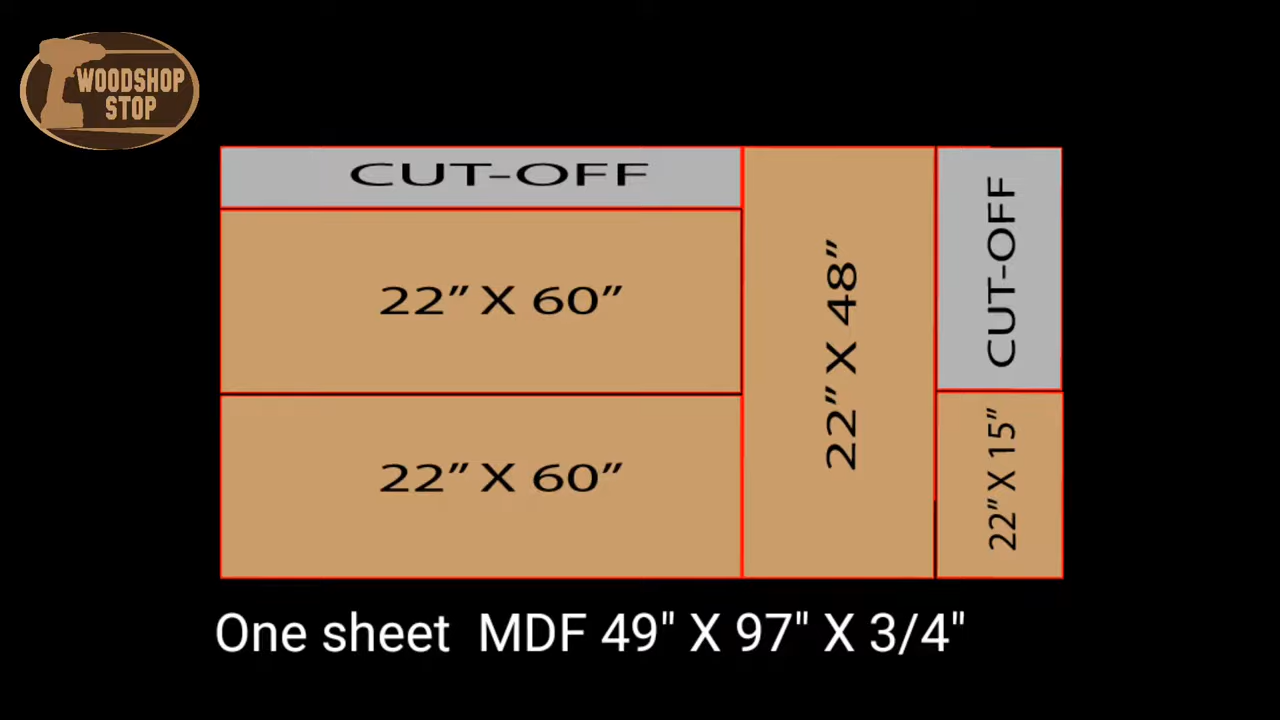 WOODSHOP
STOP
CUT-OFF
22” X 60”
22” X 60”
22” X 48”
CUT-OFF
22” X 15”
One sheet  MDF 49" X 97" X 3/4"